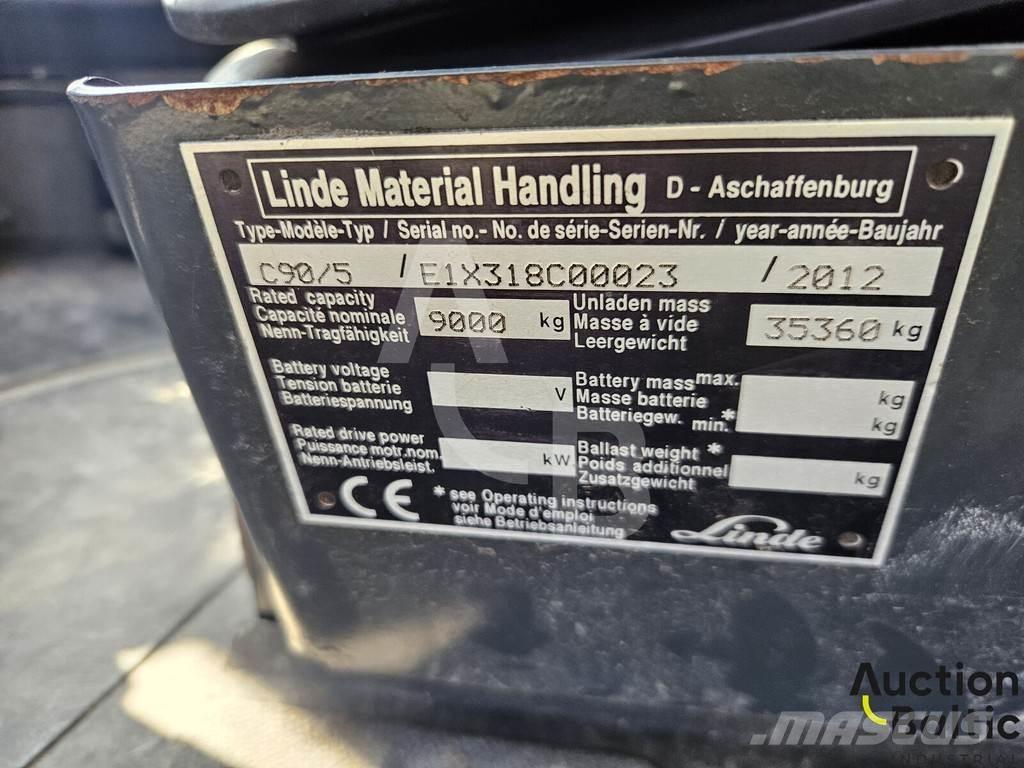 Linde Material Handling D - Aschaffenburg
Type-Modèle-Typ / Serial no.- No. de série-Serien-Nr. / year-année-Baujahr
C90/5 / E1X318C00023 / 2012
Rated capacity
Capacité nominale
Nenn-Tragfähigkeit
9000 kg
Unladen mass
Masse à vide
Leergewicht
35360 kg
Battery voltage
Tension batterie
Batteriespannung
V
Battery mass max.
Masse batterie
Batteriegew. min.*
kg
kg
Rated drive power
Puissance motr.nom.
Nenn-Antriebsleist.
kW
Ballast weight *
Poids additionnel
Zusatzgewicht
kg
CE
* see Operating instructions
voir Mode d'emploi
siehe Betriebsanleitung
Linde
ACB
Auction
Baltic
INDUSTRIAL
MASCUS